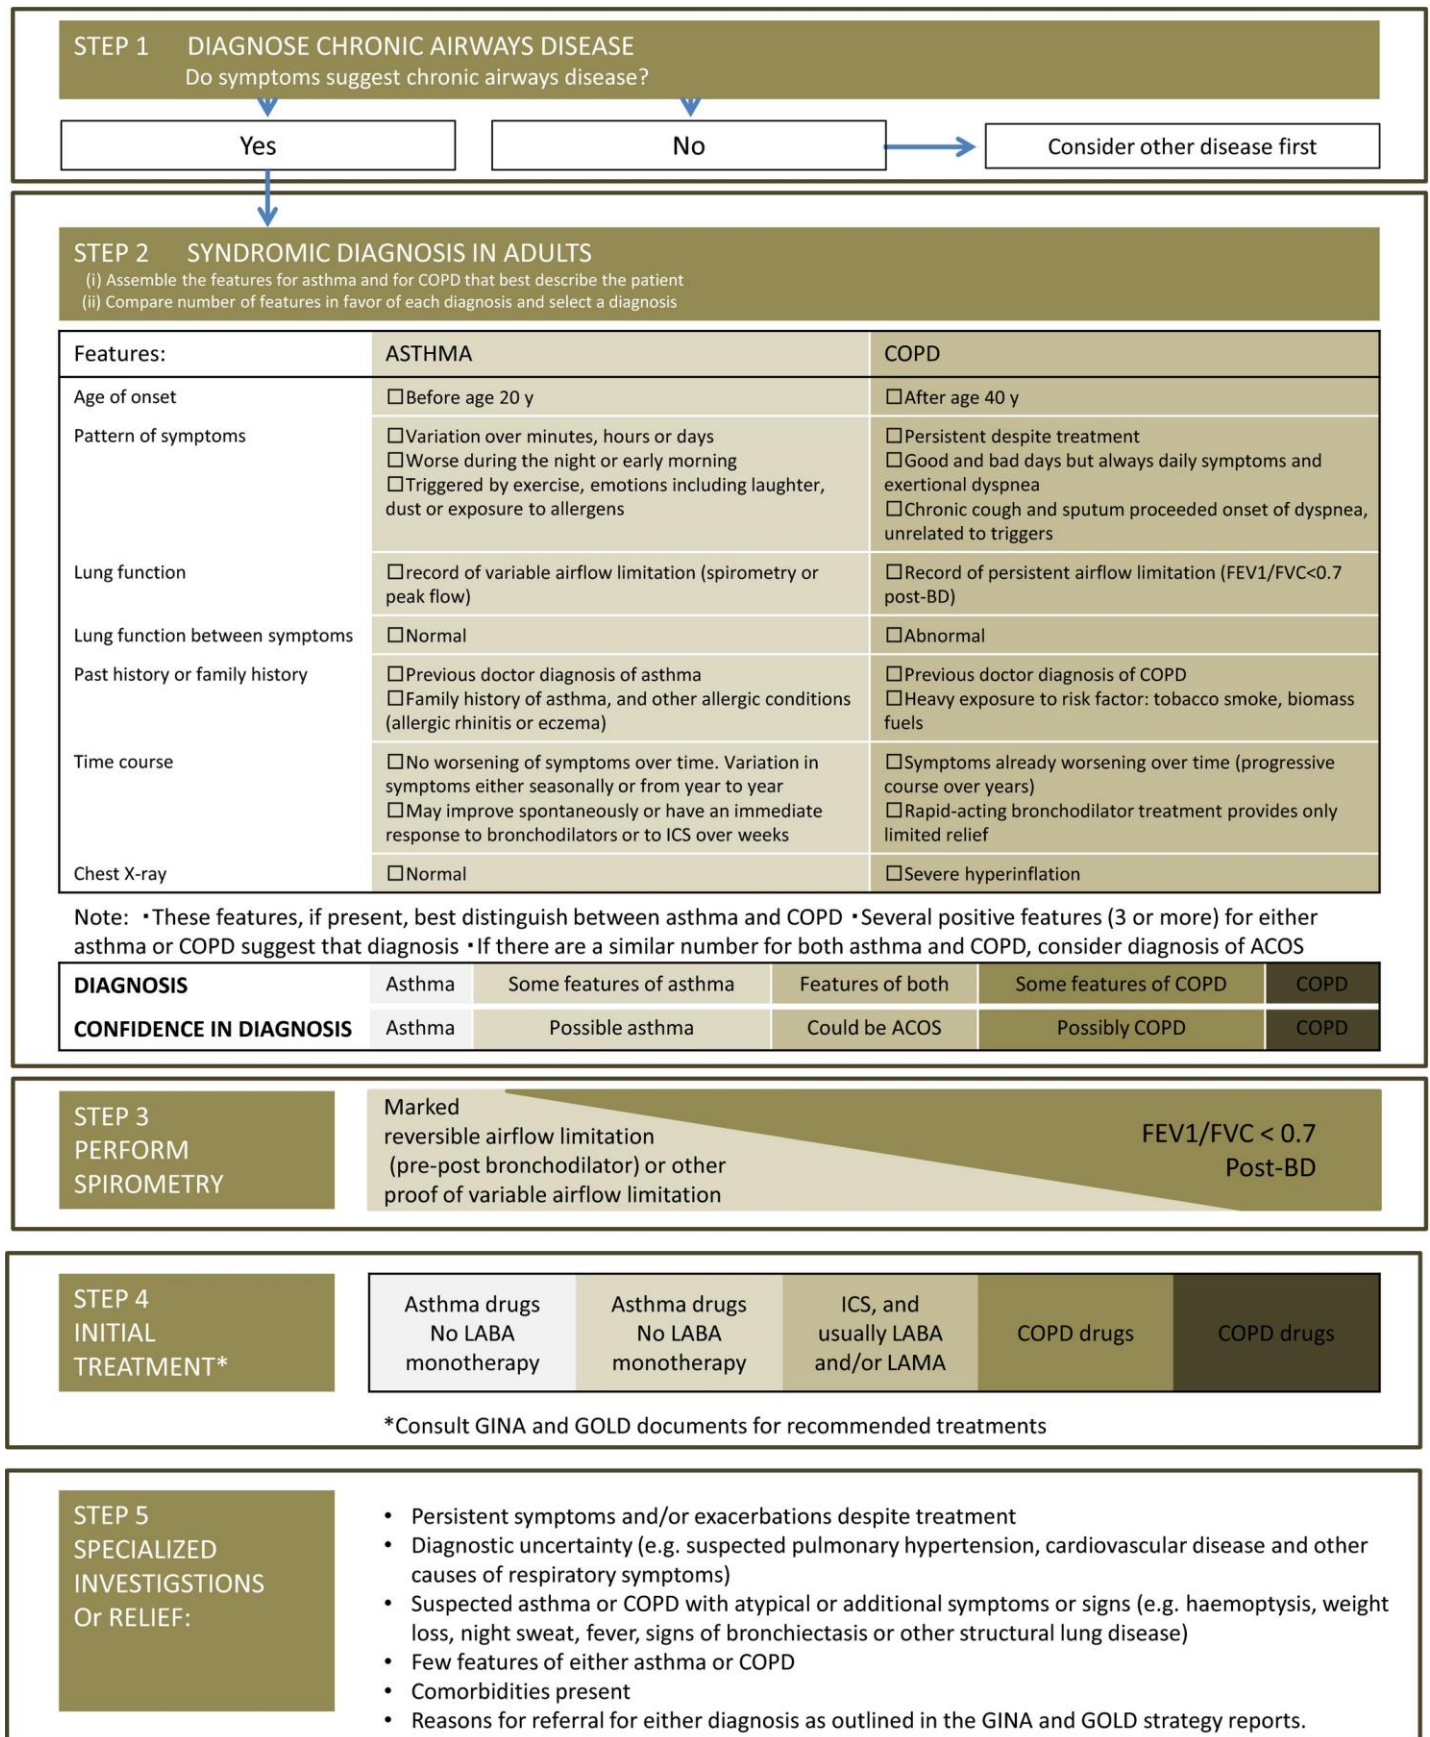 STEP 1 DIAGNOSE CHRONIC AIRWAYS DISEASE
Do symptoms suggest chronic airways disease?
Yes
No
Consider other disease first
STEP 2 SYNDROMIC DIAGNOSIS IN ADULTS
(i) Assemble the features for asthma and for COPD that best describe the patient
(ii) Compare number of features in favor of each diagnosis and select a diagnosis
Features:
ASTHMA
COPD
Age of onset
☐Before age 20 y
☐After age 40 y
Pattern of symptoms
☐Variation over minutes, hours or days
☐Worse during the night or early morning
☐Triggered by exercise, emotions including laughter,
dust or exposure to allergens
☐Persistent despite treatment
☐Good and bad days but always daily symptoms and
exertional dyspnea
☐Chronic cough and sputum proceeded onset of dyspnea,
unrelated to triggers
Lung function
☐record of variable airflow limitation (spirometry or
peak flow)
☐Record of persistent airflow limitation (FEV1/FVC<0.7
post-BD)
Lung function between symptoms
☐Normal
☐Abnormal
Past history or family history
☐Previous doctor diagnosis of asthma
☐Family history of asthma, and other allergic conditions
(allergic rhinitis or eczema)
☐Previous doctor diagnosis of COPD
☐Heavy exposure to risk factor: tobacco smoke, biomass
fuels
Time course
☐No worsening of symptoms over time. Variation in
symptoms either seasonally or from year to year
☐May improve spontaneously or have an immediate
response to bronchodilators or to ICS over weeks
☐Symptoms already worsening over time (progressive
course over years)
☐Rapid-acting bronchodilator treatment provides only
limited relief
Chest X-ray
☐Normal
☐Severe hyperinflation
Note: ・These features, if present, best distinguish between asthma and COPD ・Several positive features (3 or more) for either
asthma or COPD suggest that diagnosis ・If there are a similar number for both asthma and COPD, consider diagnosis of ACOS
DIAGNOSIS
Asthma
Some features of asthma
Features of both
Some features of COPD
COPD
CONFIDENCE IN DIAGNOSIS
Asthma
Possible asthma
Could be ACOS
Possibly COPD
COPD
STEP 3
PERFORM
SPIROMETRY
Marked
reversible airflow limitation
(pre-post bronchodilator) or other
proof of variable airflow limitation
FEV1/FVC < 0.7
Post-BD
STEP 4
INITIAL
TREATMENT*
Asthma drugs
No LABA
monotherapy
Asthma drugs
No LABA
monotherapy
ICS, and
usually LABA
and/or LAMA
COPD drugs
COPD drugs
*Consult GINA and GOLD documents for recommended treatments
STEP 5
SPECIALIZED
INVESTIGSTIONS
Or RELIEF:
• Persistent symptoms and/or exacerbations despite treatment
• Diagnostic uncertainty (e.g. suspected pulmonary hypertension, cardiovascular disease and other
causes of respiratory symptoms)
• Suspected asthma or COPD with atypical or additional symptoms or signs (e.g. haemoptysis, weight
loss, night sweat, fever, signs of bronchiectasis or other structural lung disease)
• Few features of either asthma or COPD
• Comorbidities present
• Reasons for referral for either diagnosis as outlined in the GINA and GOLD strategy reports.